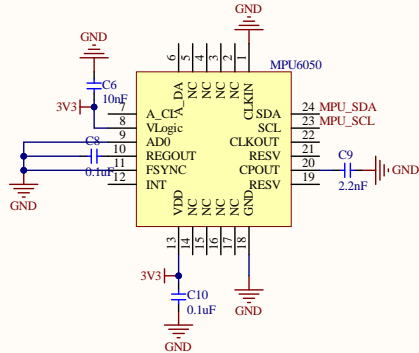 GND
GND
MPU6050
6
5
4
3
2
1
C6
10nF
A_DA
NC
NC
NC
NC
CLKIN
3V3
7
A_CL
SDA
24
MPU_SDA
8
VLogic
SCL
23
MPU_SCL
9
AD0
CLKOUT
22
C8
0.1uF
10
REGOUT
RESV
21
11
FSYNC
CPOUT
20
C9
2.2nF
GND
12
INT
RESV
19
GND
VDD
NC
NC
NC
NC
GND
13
14
15
16
17
18
3V3
C10
0.1uF
GND
GND